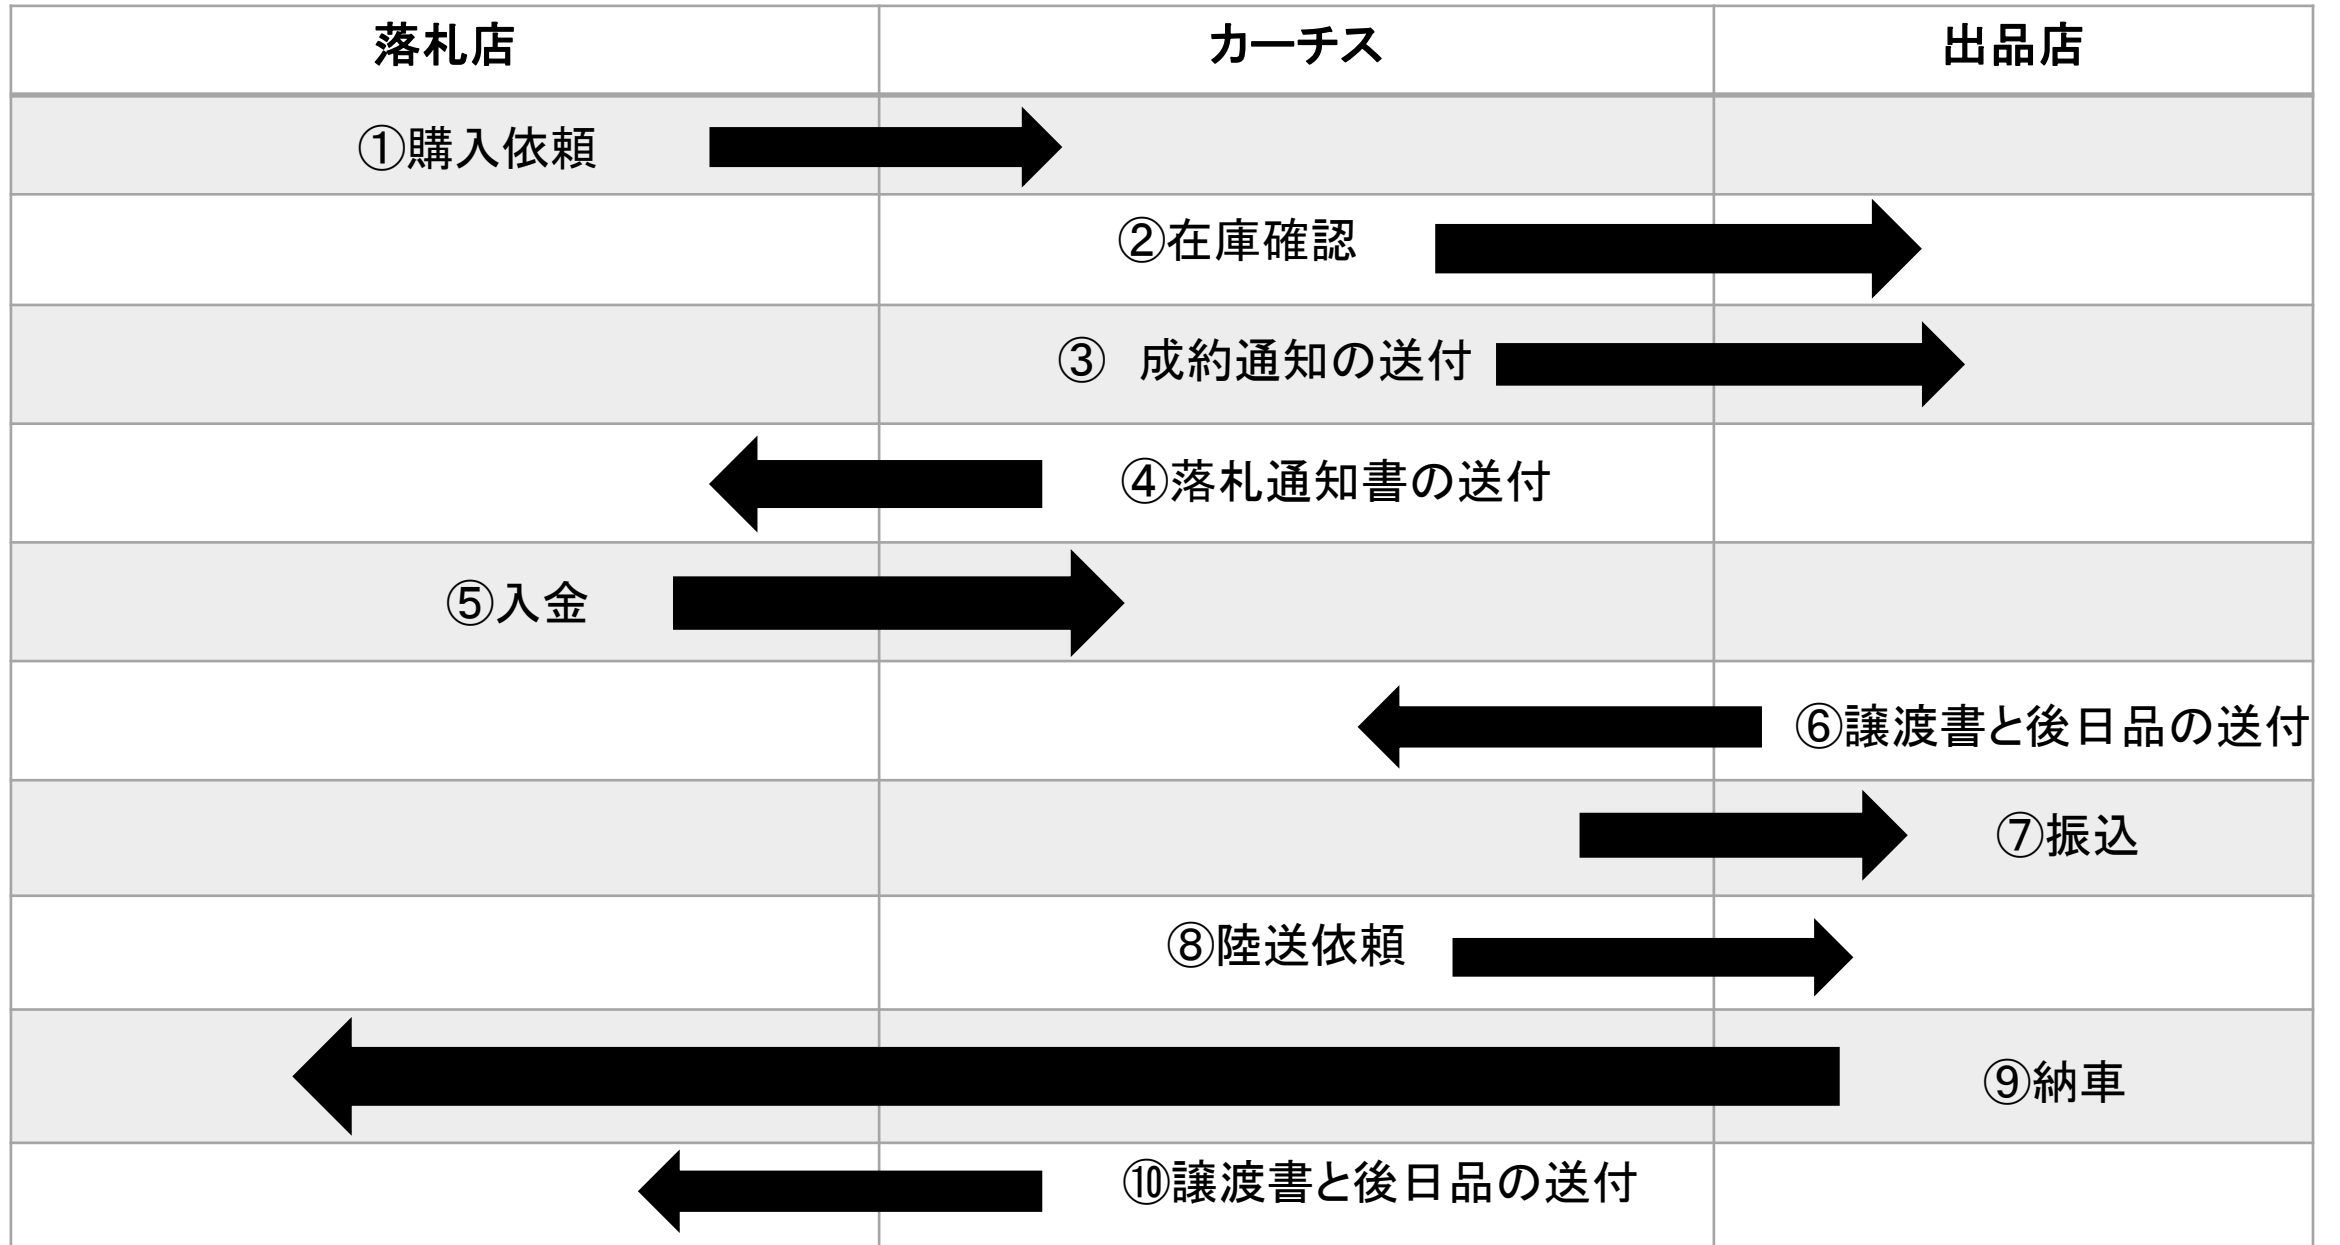 落札店
カーチス
出品店
①購入依頼
②在庫確認
③　成約通知の送付
④落札通知書の送付
⑤入金
⑥譲渡書と後日品の送付
⑦振込
⑧陸送依頼
⑨納車
⑩譲渡書と後日品の送付